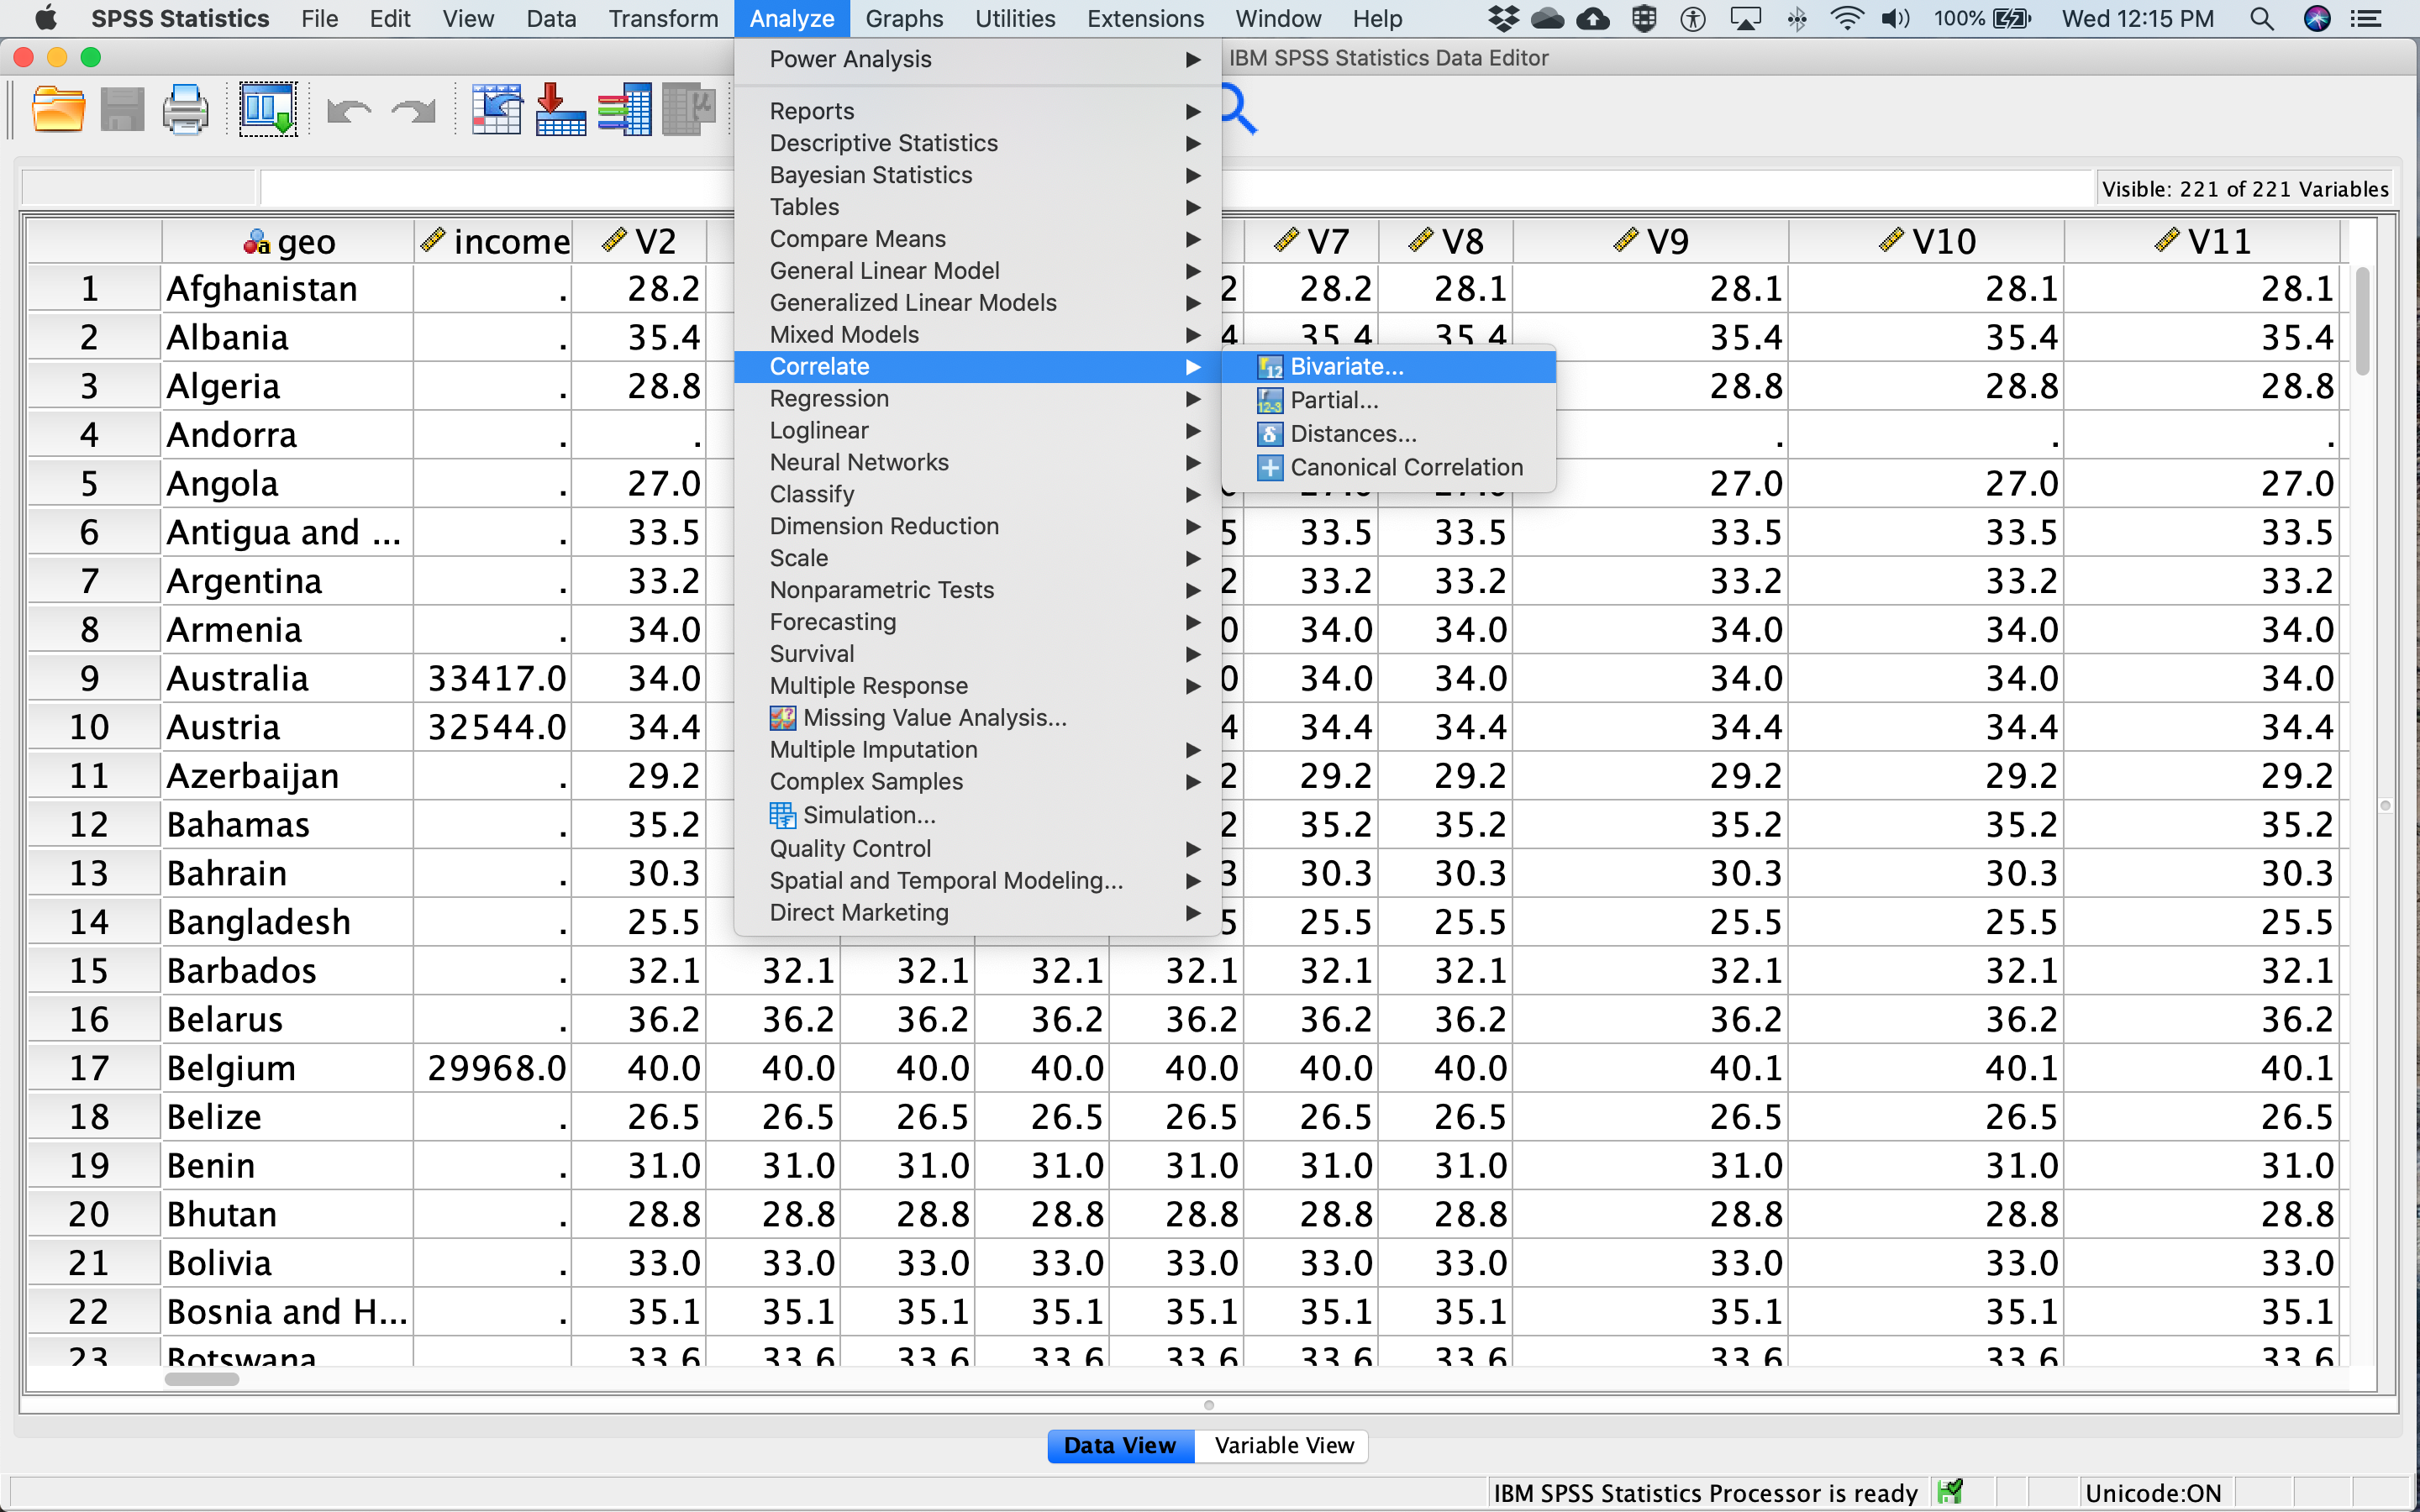 SPSS Statistics File Edit View Data Transform Analyze Graphs Utilities Extensions Window Help 100% Wed 12:15 PM
IBM SPSS Statistics Data Editor
Power Analysis
Reports
Descriptive Statistics
Bayesian Statistics
Tables
Compare Means
General Linear Model
Generalized Linear Models
Mixed Models
Correlate
Regression
Loglinear
Neural Networks
Classify
Dimension Reduction
Scale
Nonparametric Tests
Forecasting
Survival
Multiple Response
Missing Value Analysis...
Multiple Imputation
Complex Samples
Simulation...
Quality Control
Spatial and Temporal Modeling...
Direct Marketing
Bivariate...
Partial...
Distances...
Canonical Correlation
Visible: 221 of 221 Variables
geo income V2 V7 V8 V9 V10 V11
1 Afghanistan . 28.2 2 28.2 28.1 28.1 28.1 28.1
2 Albania . 35.4 4 35.4 35.4 35.4 35.4 35.4
3 Algeria . 28.8 28.8 28.8 28.8
4 Andorra . . . . .
5 Angola . 27.0 27.0 27.0 27.0
6 Antigua and ... . 33.5 5 33.5 33.5 33.5 33.5 33.5
7 Argentina . 33.2 2 33.2 33.2 33.2 33.2 33.2
8 Armenia . 34.0 0 34.0 34.0 34.0 34.0 34.0
9 Australia 33417.0 34.0 0 34.0 34.0 34.0 34.0 34.0
10 Austria 32544.0 34.4 4 34.4 34.4 34.4 34.4 34.4
11 Azerbaijan . 29.2 2 29.2 29.2 29.2 29.2 29.2
12 Bahamas . 35.2 2 35.2 35.2 35.2 35.2 35.2
13 Bahrain . 30.3 3 30.3 30.3 30.3 30.3 30.3
14 Bangladesh . 25.5 5 25.5 25.5 25.5 25.5 25.5
15 Barbados . 32.1 32.1 32.1 32.1 32.1 32.1 32.1 32.1 32.1 32.1
16 Belarus . 36.2 36.2 36.2 36.2 36.2 36.2 36.2 36.2 36.2 36.2
17 Belgium 29968.0 40.0 40.0 40.0 40.0 40.0 40.0 40.0 40.1 40.1 40.1
18 Belize . 26.5 26.5 26.5 26.5 26.5 26.5 26.5 26.5 26.5 26.5
19 Benin . 31.0 31.0 31.0 31.0 31.0 31.0 31.0 31.0 31.0 31.0
20 Bhutan . 28.8 28.8 28.8 28.8 28.8 28.8 28.8 28.8 28.8 28.8
21 Bolivia . 33.0 33.0 33.0 33.0 33.0 33.0 33.0 33.0 33.0 33.0
22 Bosnia and H... . 35.1 35.1 35.1 35.1 35.1 35.1 35.1 35.1 35.1 35.1
23 Botswana . 33.6 33.6 33.6 33.6 33.6 33.6 33.6 33.6 33.6 33.6
Data View Variable View
IBM SPSS Statistics Processor is ready Unicode:ON